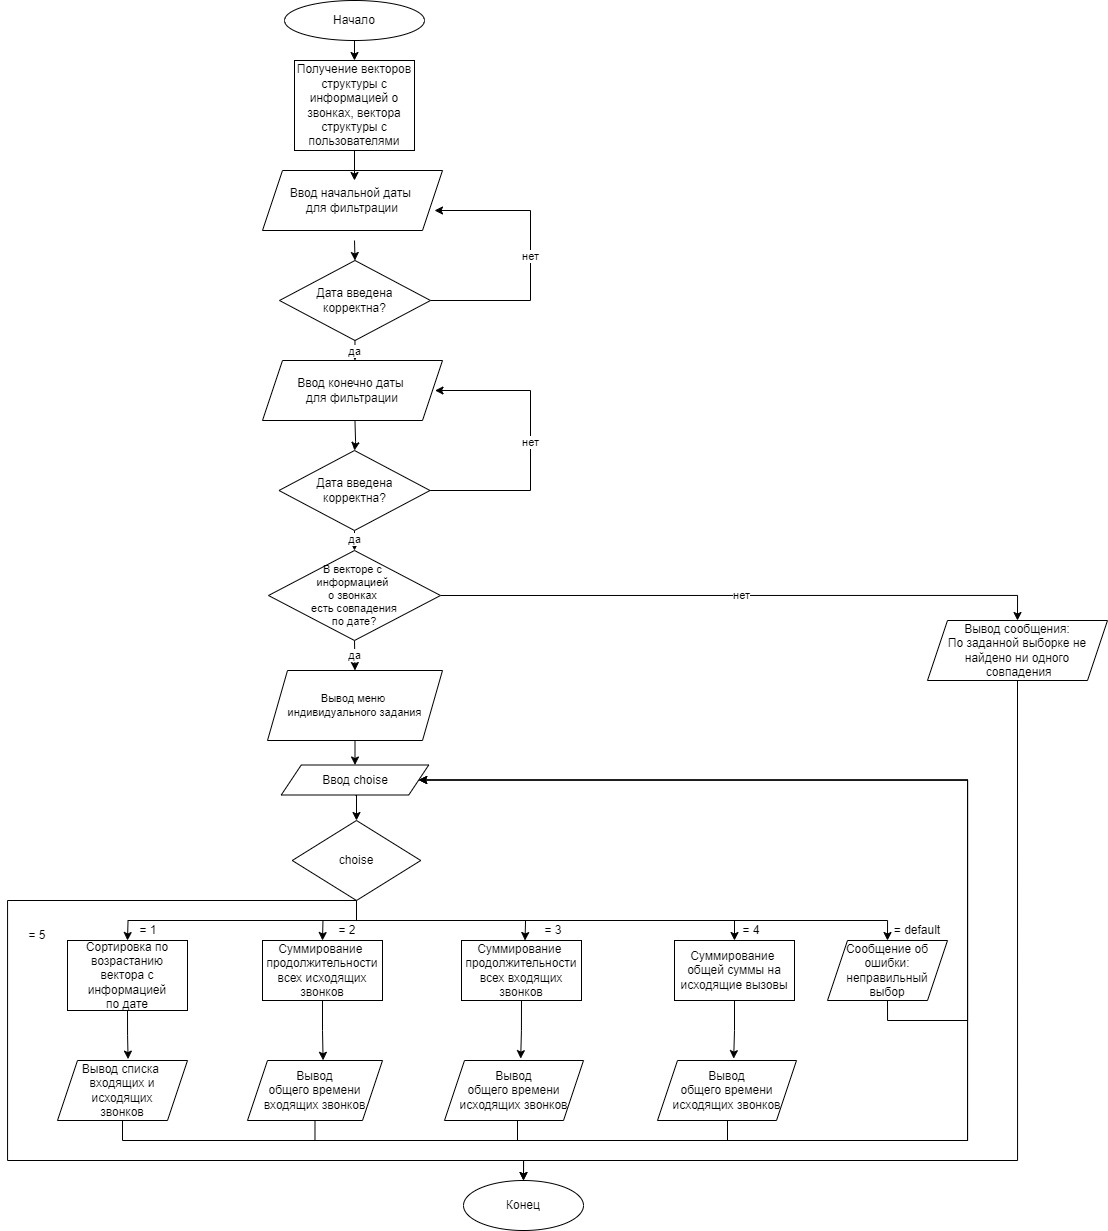 Начало
Получение векторов
структуры с
информацией о
звонках, вектора
структуры с
пользователями
Ввод начальной даты
для фильтрации
нет
Дата введена
корректна?
да
Ввод конечно даты
для фильтрации
нет
Дата введена
корректна?
да
В векторе с
информацией
о звонках
есть совпадения
по дате?
нет
Вывод сообщения:
По заданной выборке не
найдено ни одного
совпадения
да
Вывод меню
индивидуального задания
Ввод choise
choise
= 5
= 1
= 2
= 3
= 4
= default
Сортировка по
возрастанию
вектора с
информацией
по дате
Суммирование
продолжительности
всех исходящих
звонков
Суммирование
продолжительности
всех входящих
звонков
Суммирование
общей суммы на
исходящие вызовы
Сообщение об
ошибки:
неправильный
выбор
Вывод списка
входящих и
исходящих
звонков
Вывод
общего времени
входящих звонков
Вывод
общего времени
исходящих звонков
Вывод
общего времени
исходящих звонков
Конец